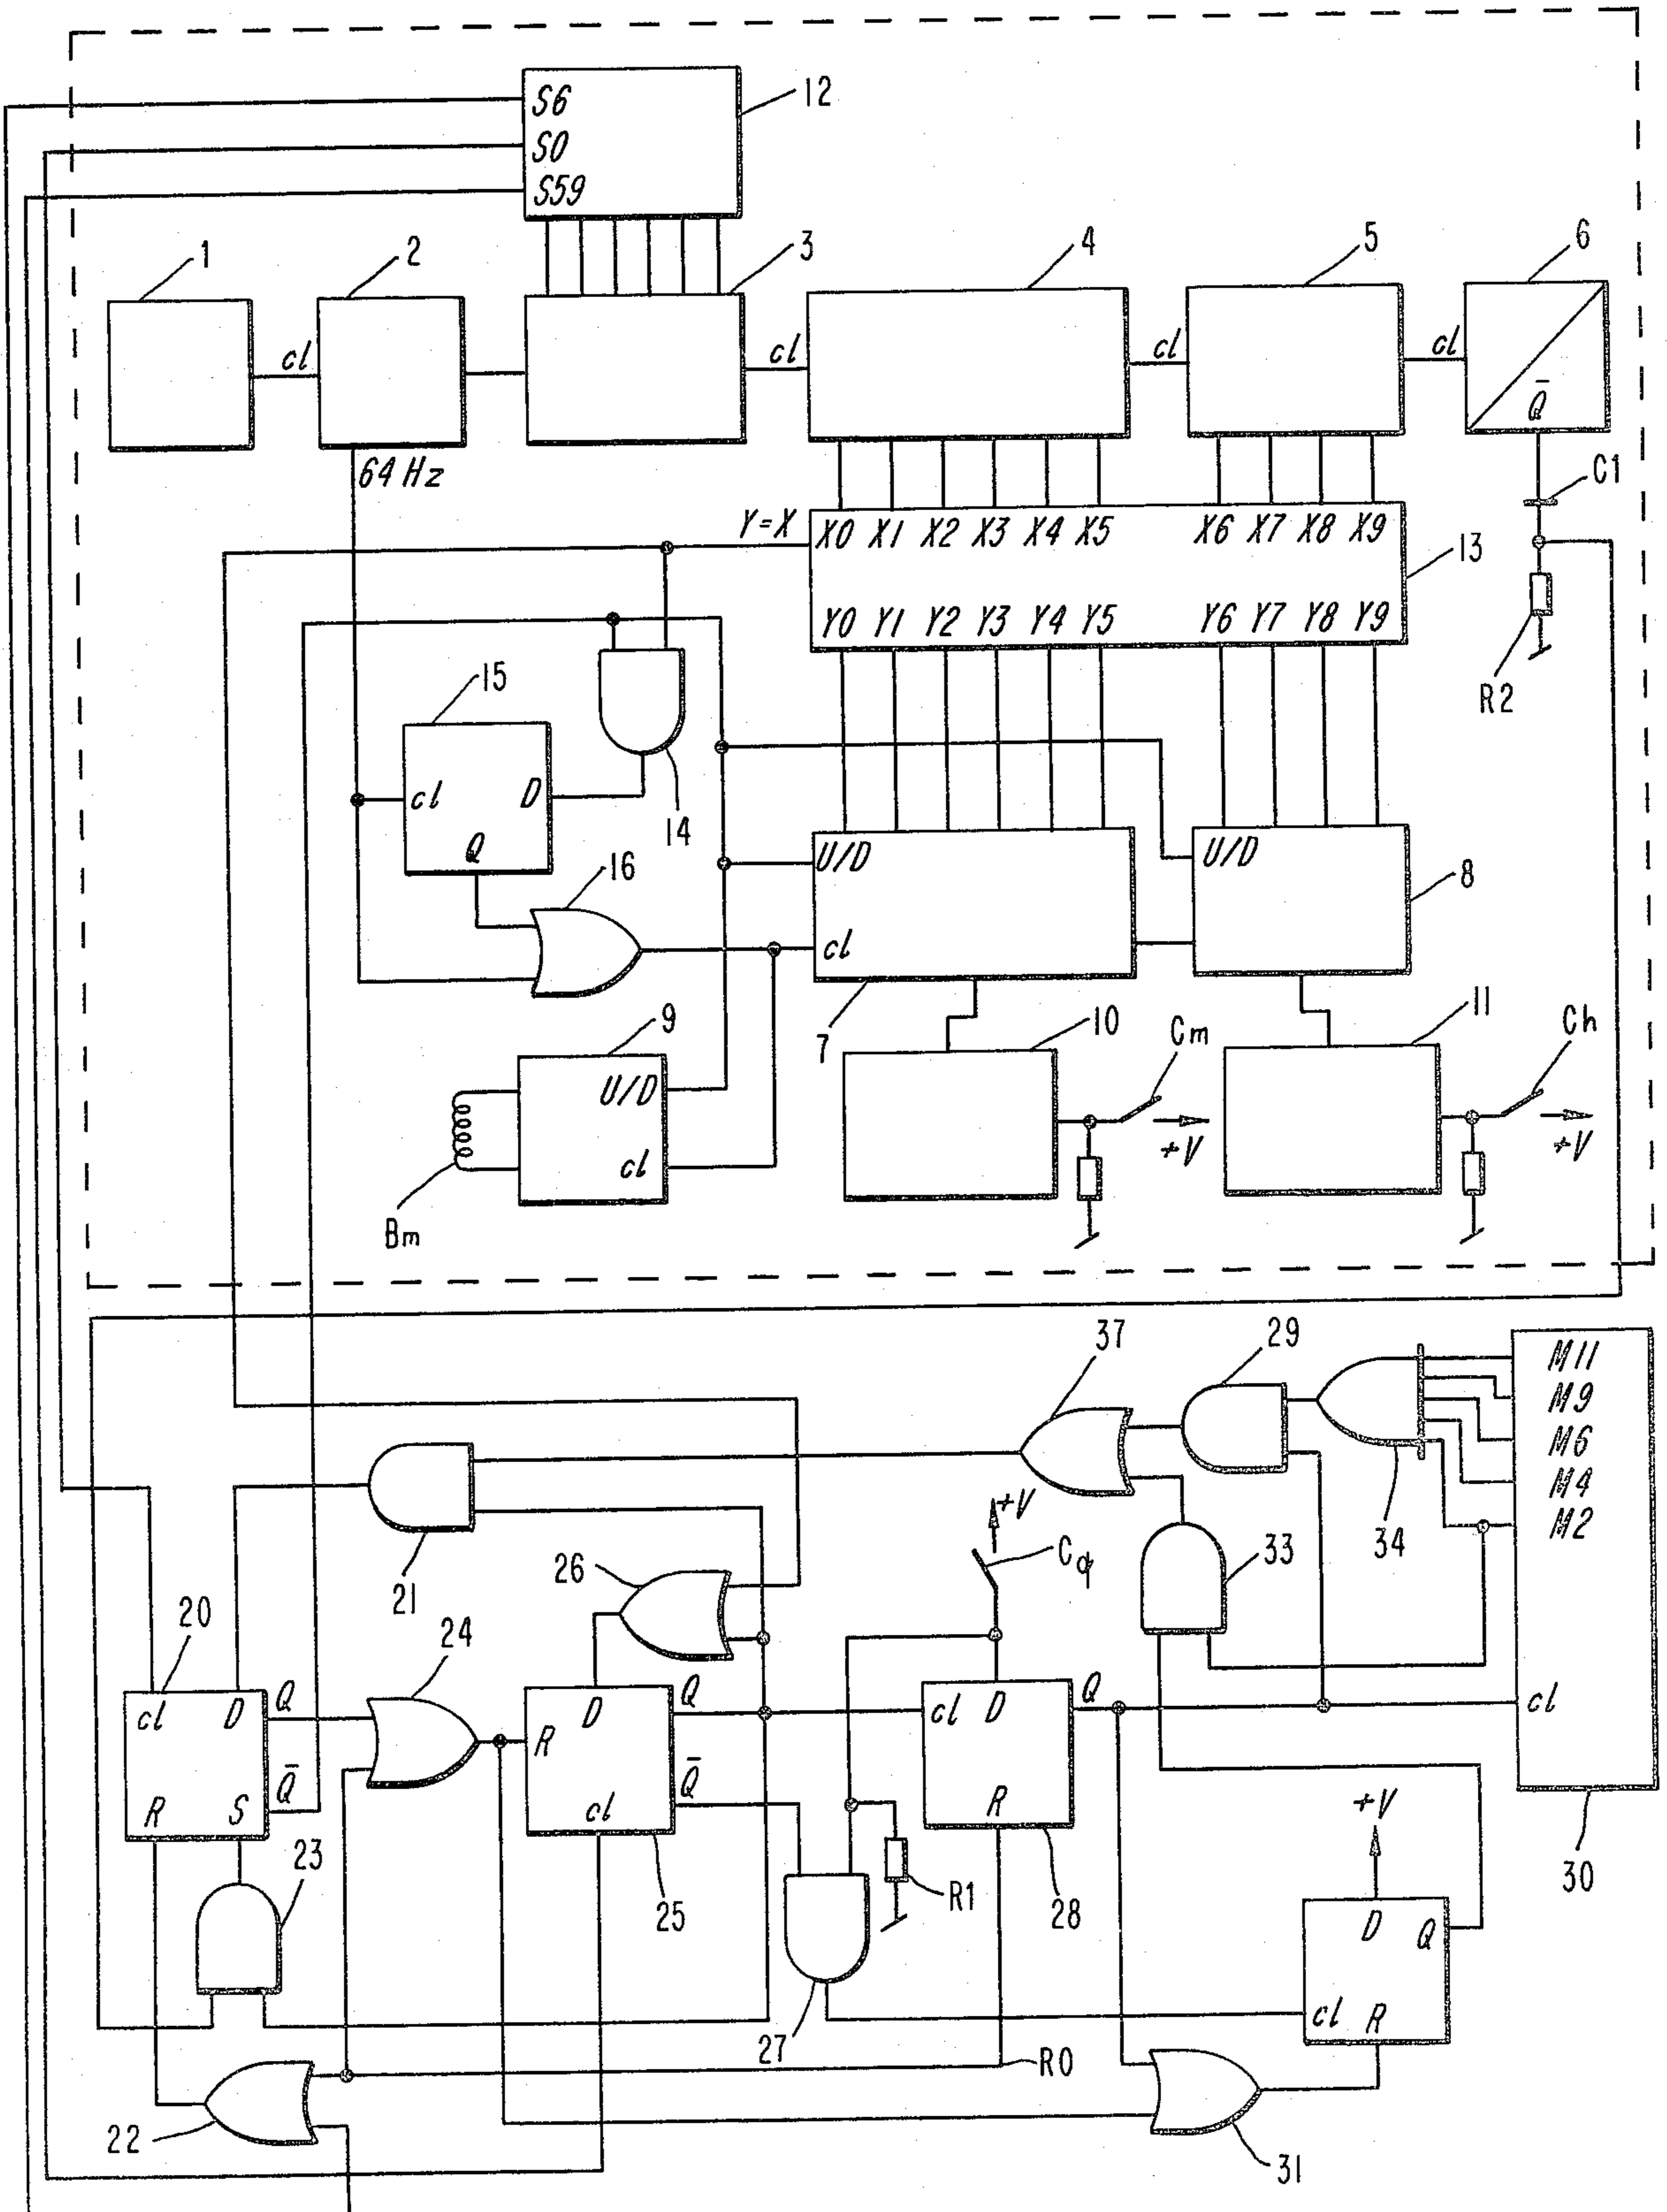 12
S6
S0
S59
1
2
3
4
5
6
cl
cl
cl
cl
Q̄
64 Hz
C1
Y=X
X0 X1 X2 X3 X4 X5 X6 X7 X8 X9
13
Y0 Y1 Y2 Y3 Y4 Y5 Y6 Y7 Y8 Y9
R2
15
cl D
Q
14
16
U/D
U/D
8
cl
7
9
10
11
Cm
Ch
U/D
+V
+V
cl
Bm
37
29
M11
M9
M6
M4
M2
34
+V
Cq
33
26
21
20
24
cl D Q
D Q
cl D Q
cl
R
Q̄
Q̄
R S
cl
R
+V
23
25
R1
28
30
D Q
27
cl R
R0
22
31